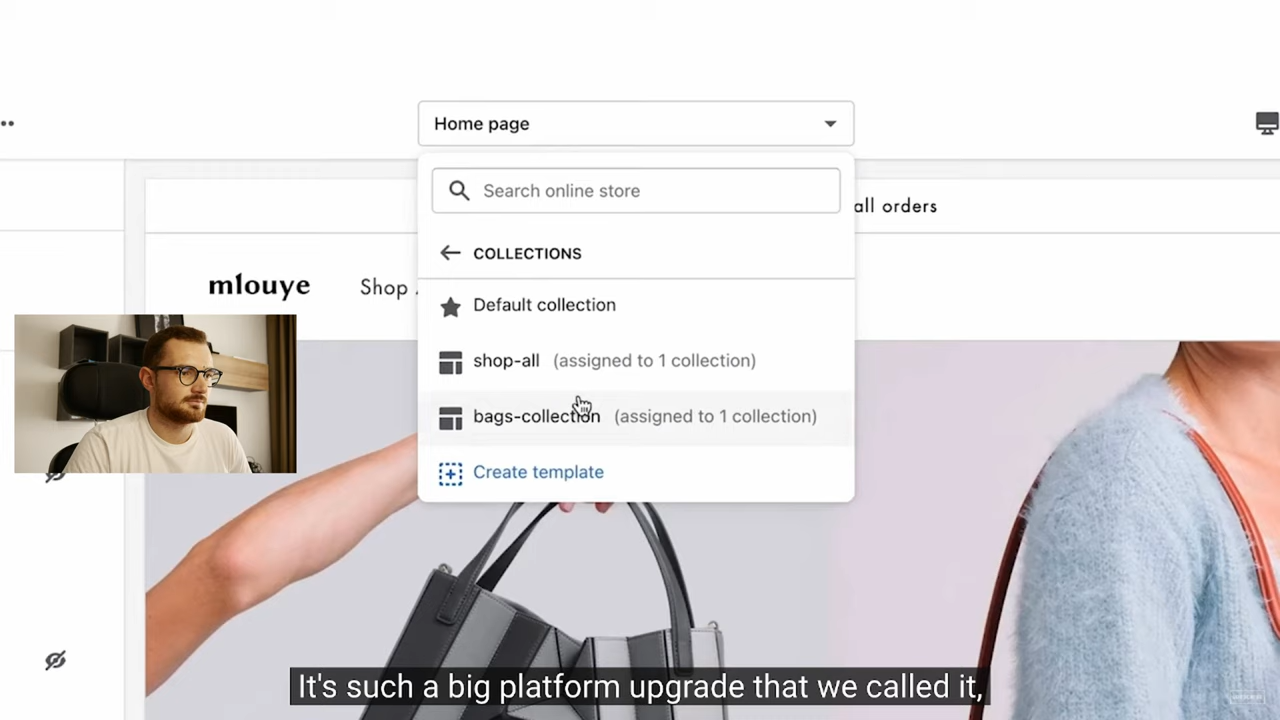 Home page
Search online store
all orders
COLLECTIONS
mlouye
Shop
Default collection
shop-all (assigned to 1 collection)
bags-collection (assigned to 1 collection)
Create template
It's such a big platform upgrade that we called it,